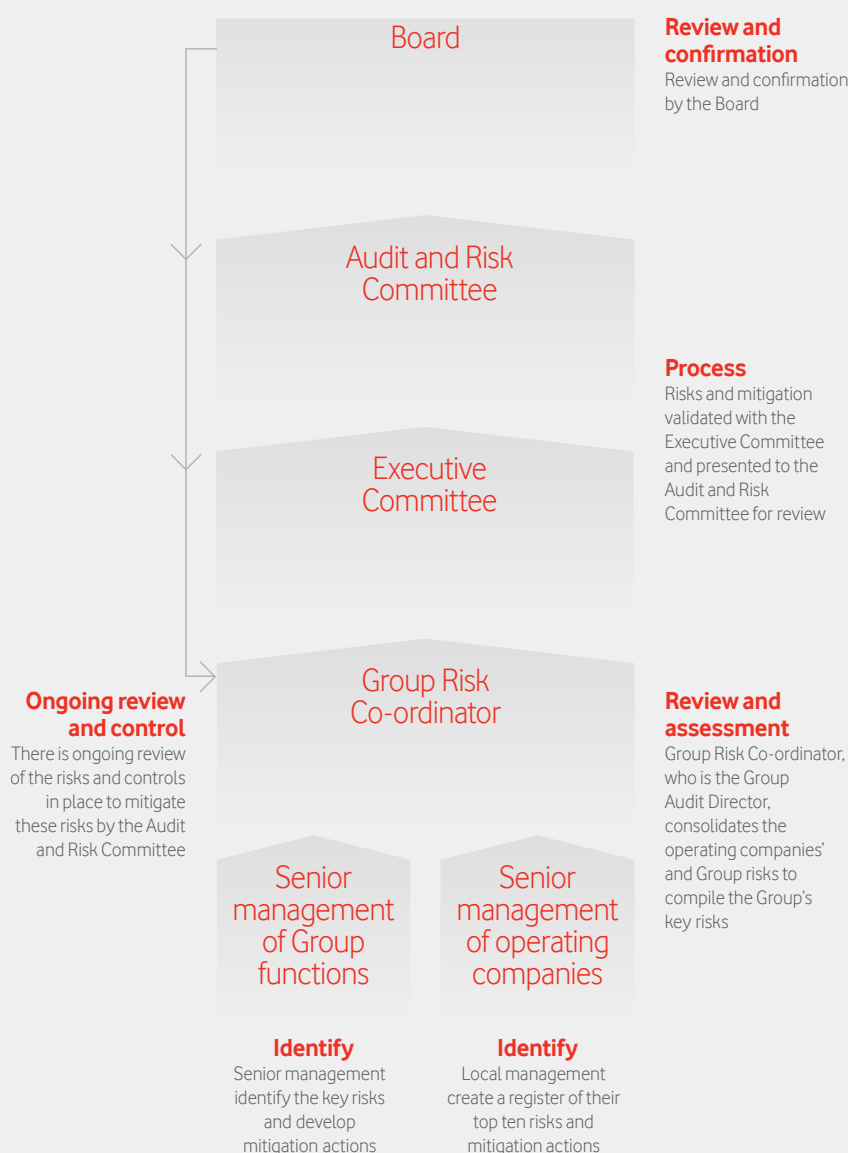 Board
Review and
confirmation
Review and confirmation
by the Board
Audit and Risk
Committee
Process
Risks and mitigation
validated with the
Executive Committee
and presented to the
Audit and Risk
Committee for review
Executive
Committee
Group Risk
Co-ordinator
Ongoing review
and control
There is ongoing review
of the risks and controls
in place to mitigate
these risks by the Audit
and Risk Committee
Review and
assessment
Group Risk Co-ordinator,
who is the Group
Audit Director,
consolidates the
operating companies’
and Group risks to
compile the Group’s
key risks
Senior
management
of Group
functions
Senior
management
of operating
companies
Identify
Senior management
identify the key risks
and develop
mitigation actions
Identify
Local management
create a register of their
top ten risks and
mitigation actions